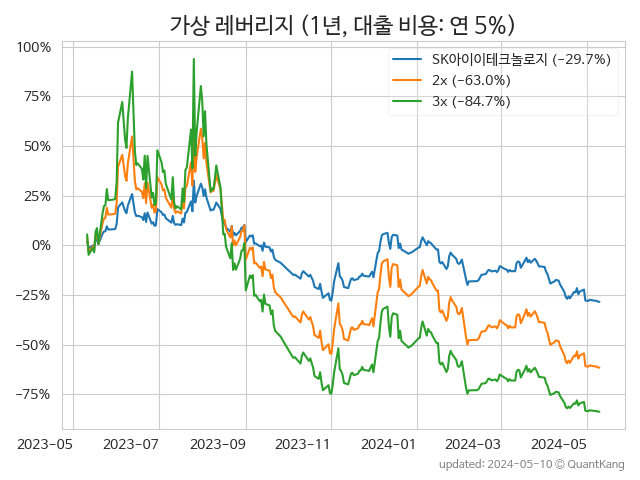 가상 레버리지 (1년, 대출 비용: 연 5%)
100%
75%
50%
25%
0%
−25%
−50%
−75%
SK아이이테크놀로지 (−29.7%)
2x (−63.0%)
3x (−84.7%)
2023-05 2023-07 2023-09 2023-11 2024-01 2024-03 2024-05
updated: 2024-05-10 © QuantKang